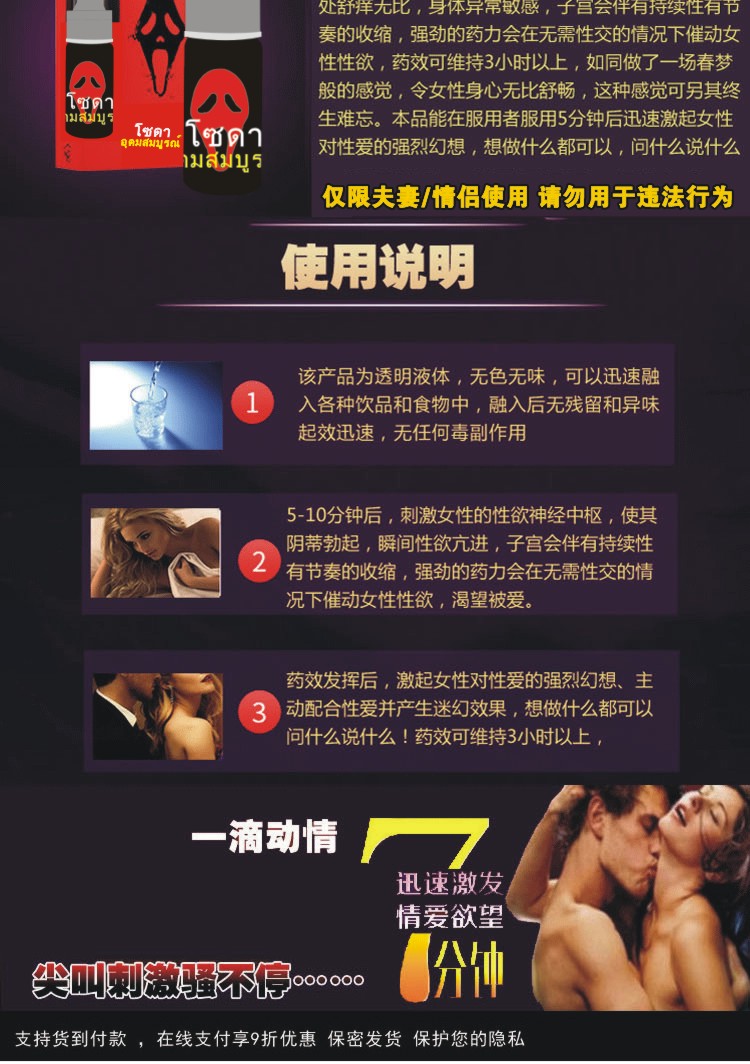 处舒痒无比，身体异常敏感，子宫会伴有持续性有节
奏的收缩，强劲的药力会在无需性交的情况下催动女
性性欲，药效可维持3小时以上，如同做了一场春梦
般的感觉，令女性身心无比舒畅，这种感觉可另其终
生难忘。本品能在服用者服用5分钟后迅速激起女性
对性爱的强烈幻想，想做什么都可以，问什么说什么
โซดา
โซดา
อุดมสมบูรณ์
โซดา
仅限夫妻/情侣使用 请勿用于违法行为
使用说明
1
该产品为透明液体，无色无味，可以迅速融
入各种饮品和食物中，融入后无残留和异味
起效迅速，无任何毒副作用
2
5-10分钟后，刺激女性的性欲神经中枢，使其
阴蒂勃起，瞬间性欲亢进，子宫会伴有持续性
有节奏的收缩，强劲的药力会在无需性交的情
况下催动女性性欲，渴望被爱。
3
药效发挥后，激起女性对性爱的强烈幻想、主
动配合性爱并产生迷幻效果，想做什么都可以
问什么说什么！药效可维持3小时以上，
一滴动情
迅速激发
情爱欲望
分钟
尖叫刺激骚不停……
支持货到付款 ，在线支付享9折优惠 保密发货 保护您的隐私